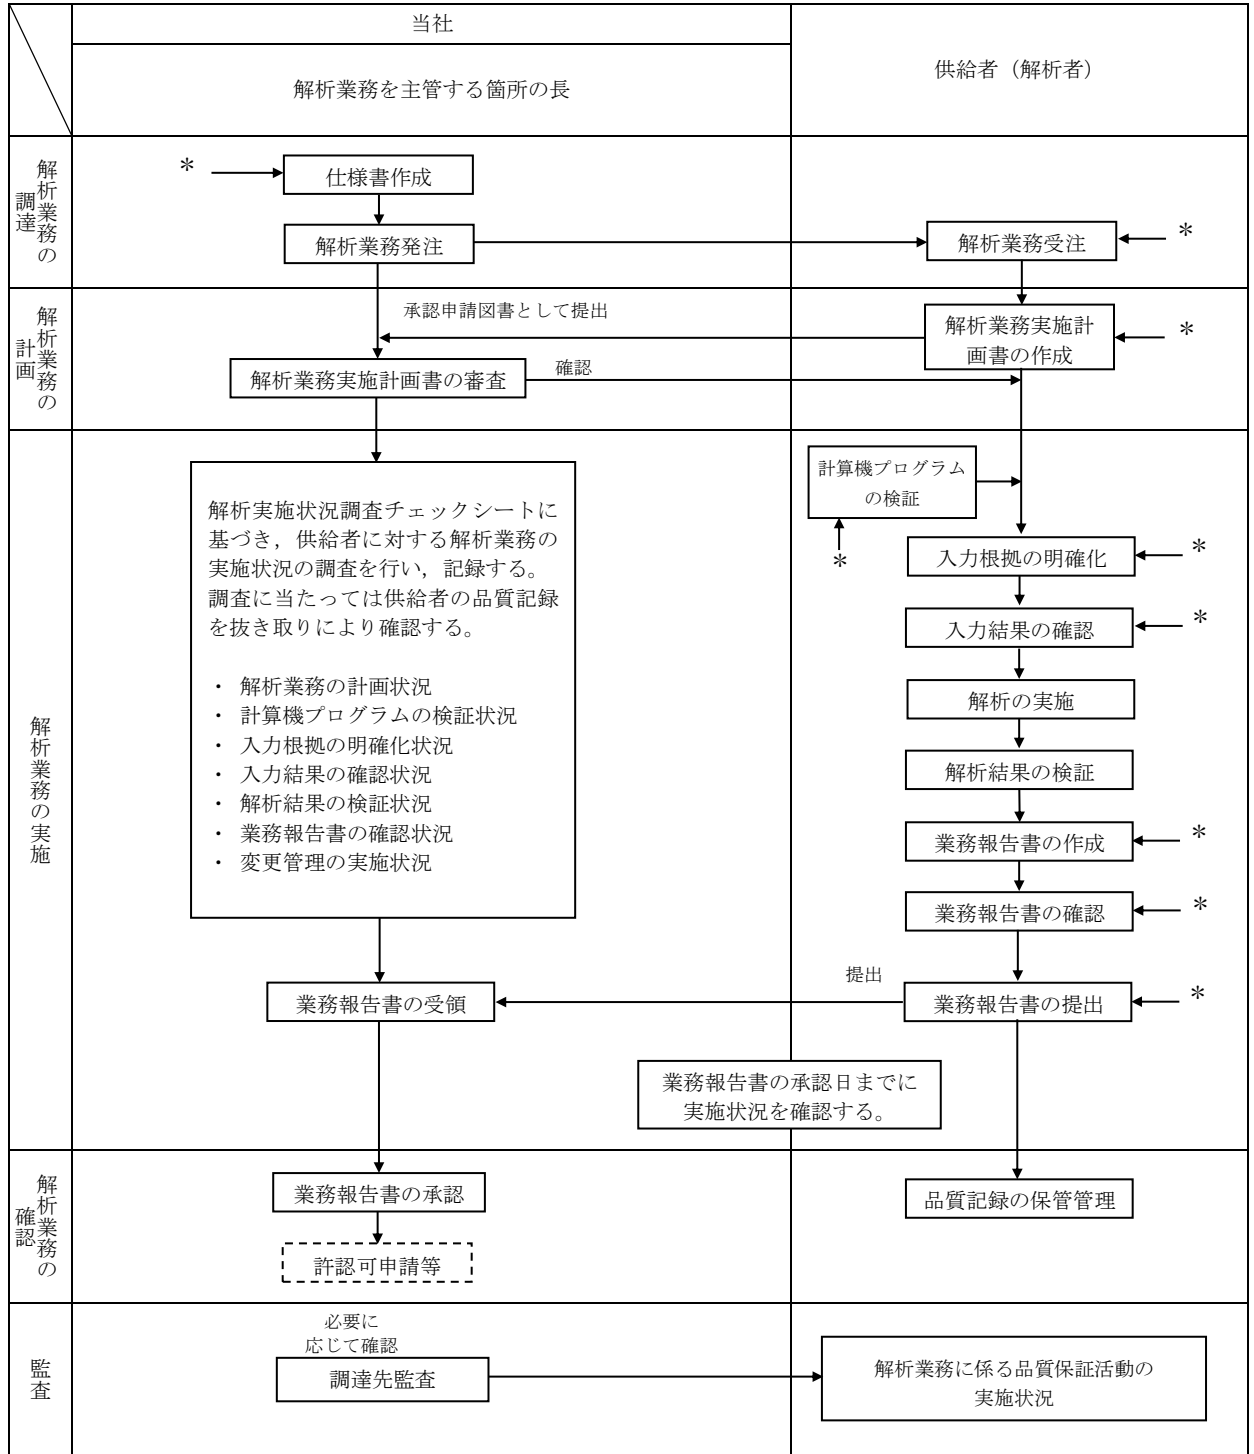 当社
解析業務を主管する箇所の長
供給者（解析者）
解析業務の
調達
＊
仕様書作成
解析業務発注
解析業務受注
＊
解析業務の
計画
承認申請図書として提出
解析業務実施計
画書の作成
＊
解析業務実施計画書の審査
確認
解析業務の実施
解析実施状況調査チェックシートに
基づき，供給者に対する解析業務の
実施状況の調査を行い，記録する。
調査に当たっては供給者の品質記録
を抜き取りにより確認する。
・ 解析業務の計画状況
・ 計算機プログラムの検証状況
・ 入力根拠の明確化状況
・ 入力結果の確認状況
・ 解析結果の検証状況
・ 業務報告書の確認状況
・ 変更管理の実施状況
計算機プログラム
の検証
＊
入力根拠の明確化
＊
入力結果の確認
＊
解析の実施
解析結果の検証
業務報告書の作成
＊
業務報告書の確認
＊
業務報告書の受領
提出
業務報告書の提出
＊
業務報告書の承認日までに
実施状況を確認する。
解析業務の
確認
業務報告書の承認
許認可申請等
品質記録の保管管理
監査
必要に
応じて確認
調達先監査
解析業務に係る品質保証活動の
実施状況